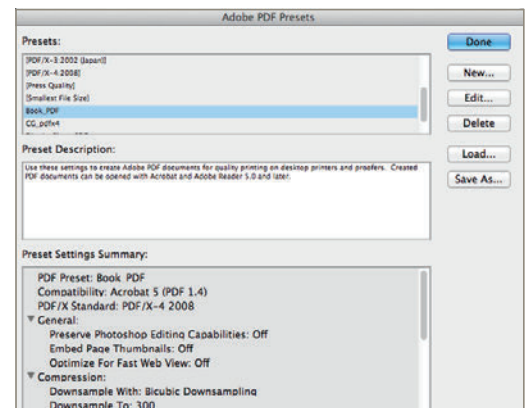 Adobe PDF Presets
Presets:
Done
[PDF/X-3 2002 (Japan)]
[PDF/X-4 2008]
New...
[Press Quality]
[Smallest File Size]
Edit...
Book_PDF
CG_pdfx4
Delete
Preset Description:
Load...
Use these settings to create Adobe PDF documents for quality printing on desktop printers and proofers. Created
PDF documents can be opened with Acrobat and Adobe Reader 5.0 and later.
Save As...
Preset Settings Summary:
PDF Preset: Book_PDF
Compatibility: Acrobat 5 (PDF 1.4)
PDF/X Standard: PDF/X-4 2008
General:
Preserve Photoshop Editing Capabilities: Off
Embed Page Thumbnails: Off
Optimize For Fast Web View: Off
Compression:
Downsample With: Bicubic Downsampling
Downsample To: 300